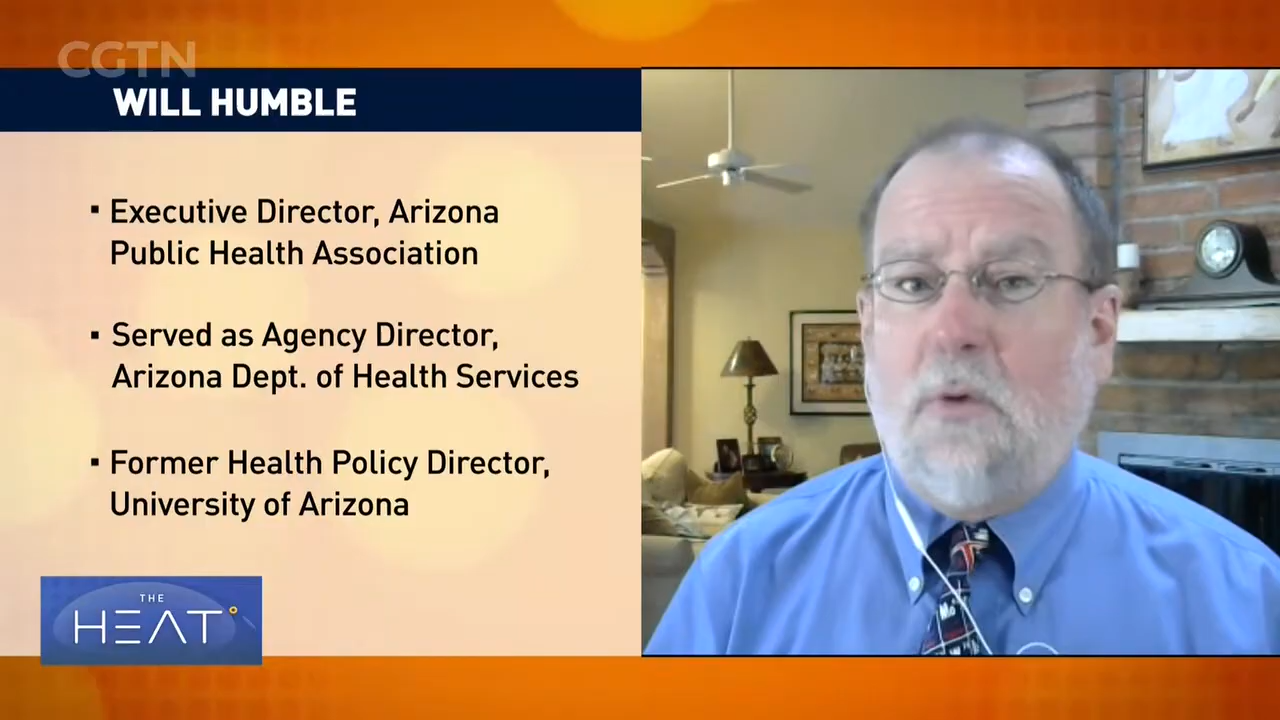 CGTN
WILL HUMBLE
▪ Executive Director, Arizona
Public Health Association
▪ Served as Agency Director,
Arizona Dept. of Health Services
▪ Former Health Policy Director,
University of Arizona
THE
HEAT°